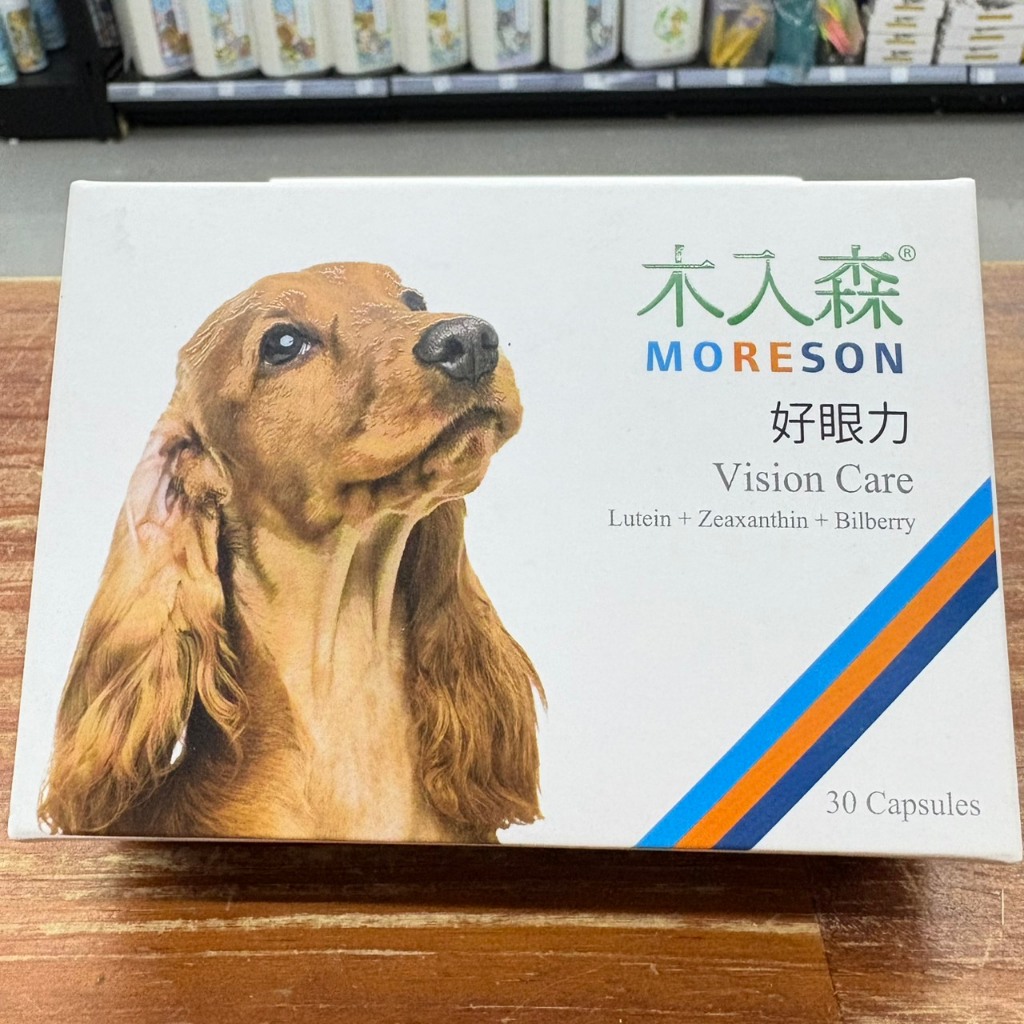 木入森®
MORESON
好眼力
Vision Care
Lutein + Zeaxanthin + Bilberry
30 Capsules